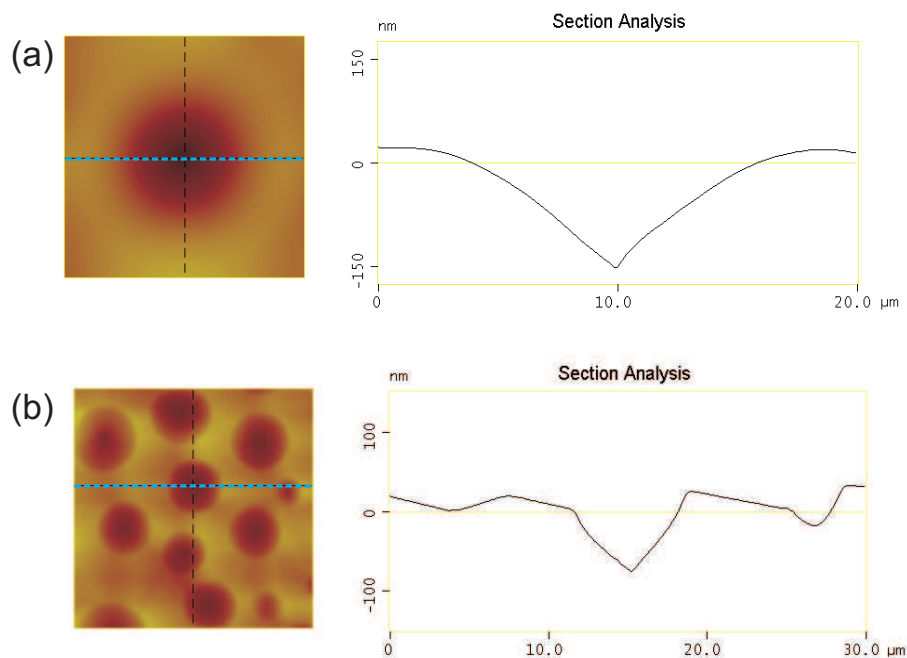 (a)
Section Analysis
nm
150
0
-150
0
10.0
20.0 µm
(b)
Section Analysis
nm
100
0
-100
0
10.0
20.0
30.0 µm